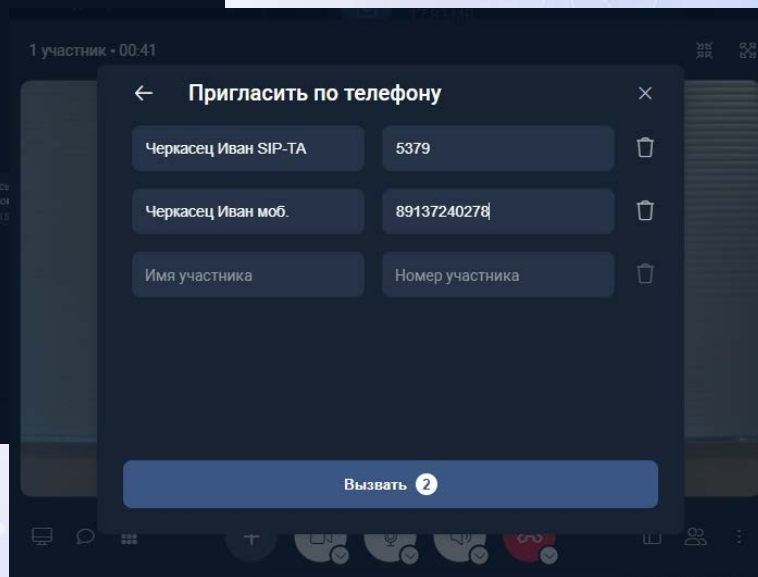 1 участник • 00:41
Пригласить по телефону
Черкасец Иван SIP-TA 5379
Черкасец Иван моб. 89137240278
Имя участника Номер участника
Вызвать 2